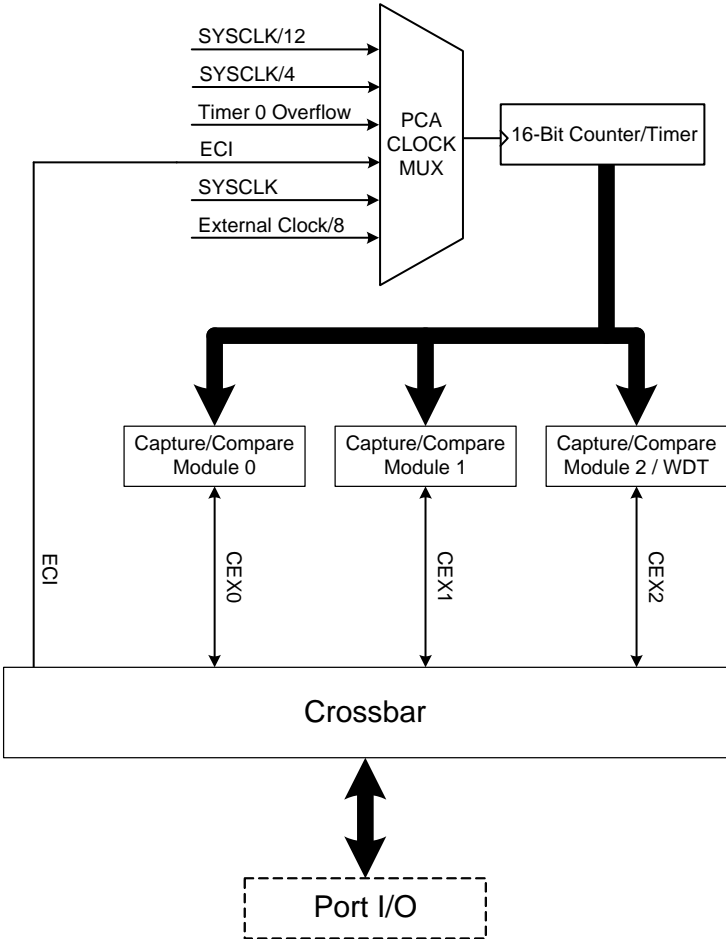 SYSCLK/12
SYSCLK/4
Timer 0 Overflow
ECI
SYSCLK
External Clock/8
PCA
CLOCK
MUX
16-Bit Counter/Timer
Capture/Compare
Module 0
Capture/Compare
Module 1
Capture/Compare
Module 2 / WDT
ECI
CEX0
CEX1
CEX2
Crossbar
Port I/O